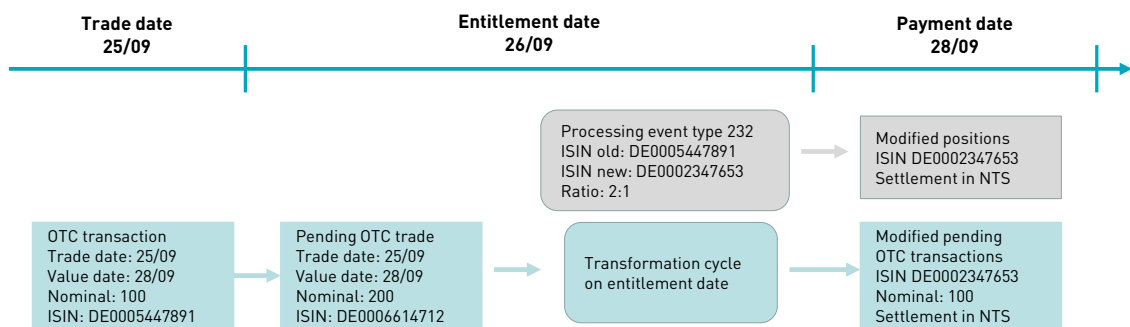 Trade date
25/09
Entitlement date
26/09
Payment date
28/09
Processing event type 232
ISIN old: DE0005447891
ISIN new: DE0002347653
Ratio: 2:1
Modified positions
ISIN DE0002347653
Settlement in NTS
OTC transaction
Trade date: 25/09
Value date: 28/09
Nominal: 100
ISIN: DE0005447891
Pending OTC trade
Trade date: 25/09
Value date: 28/09
Nominal: 200
ISIN: DE0006614712
Transformation cycle
on entitlement date
Modified pending
OTC transactions
ISIN DE0002347653
Nominal: 100
Settlement in NTS